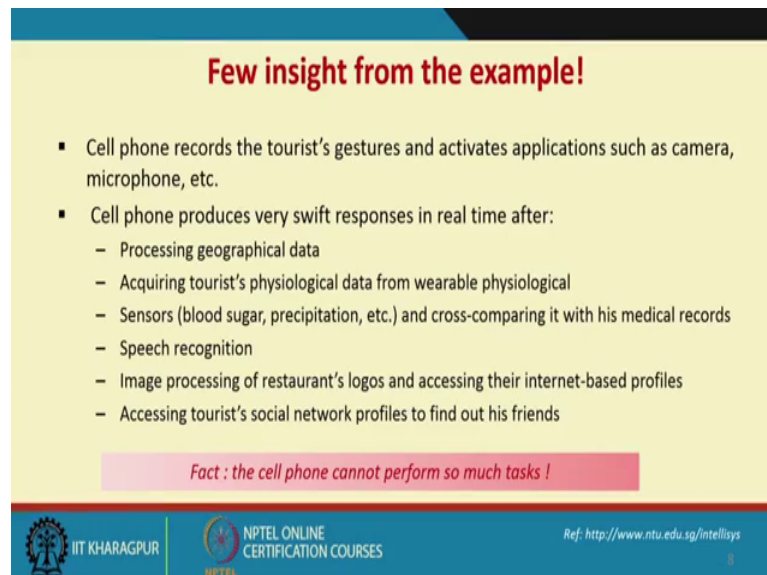 Few insight from the example!
▪ Cell phone records the tourist's gestures and activates applications such as camera,
microphone, etc.
▪ Cell phone produces very swift responses in real time after:
– Processing geographical data
– Acquiring tourist's physiological data from wearable physiological
– Sensors (blood sugar, precipitation, etc.) and cross-comparing it with his medical records
– Speech recognition
– Image processing of restaurant's logos and accessing their internet-based profiles
– Accessing tourist's social network profiles to find out his friends
Fact : the cell phone cannot perform so much tasks !
IIT KHARAGPUR
NPTEL ONLINE
CERTIFICATION COURSES
NPTEL
Ref: http://www.ntu.edu.sg/intellisys
8